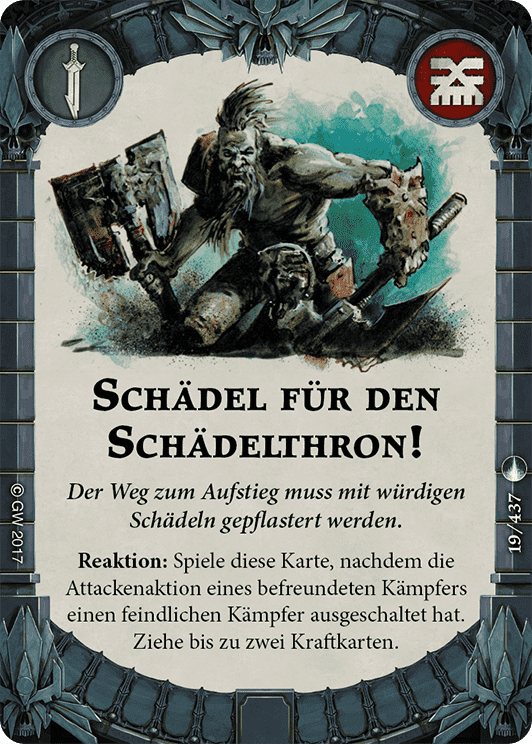 Schädel für den
Schädelthron!
Der Weg zum Aufstieg muss mit würdigen
Schädeln gepflastert werden.
Reaktion: Spiele diese Karte, nachdem die
Attackenaktion eines befreundeten Kämpfers
einen feindlichen Kämpfer ausgeschaltet hat.
Ziehe bis zu zwei Kraftkarten.
© GW 2017
19/437